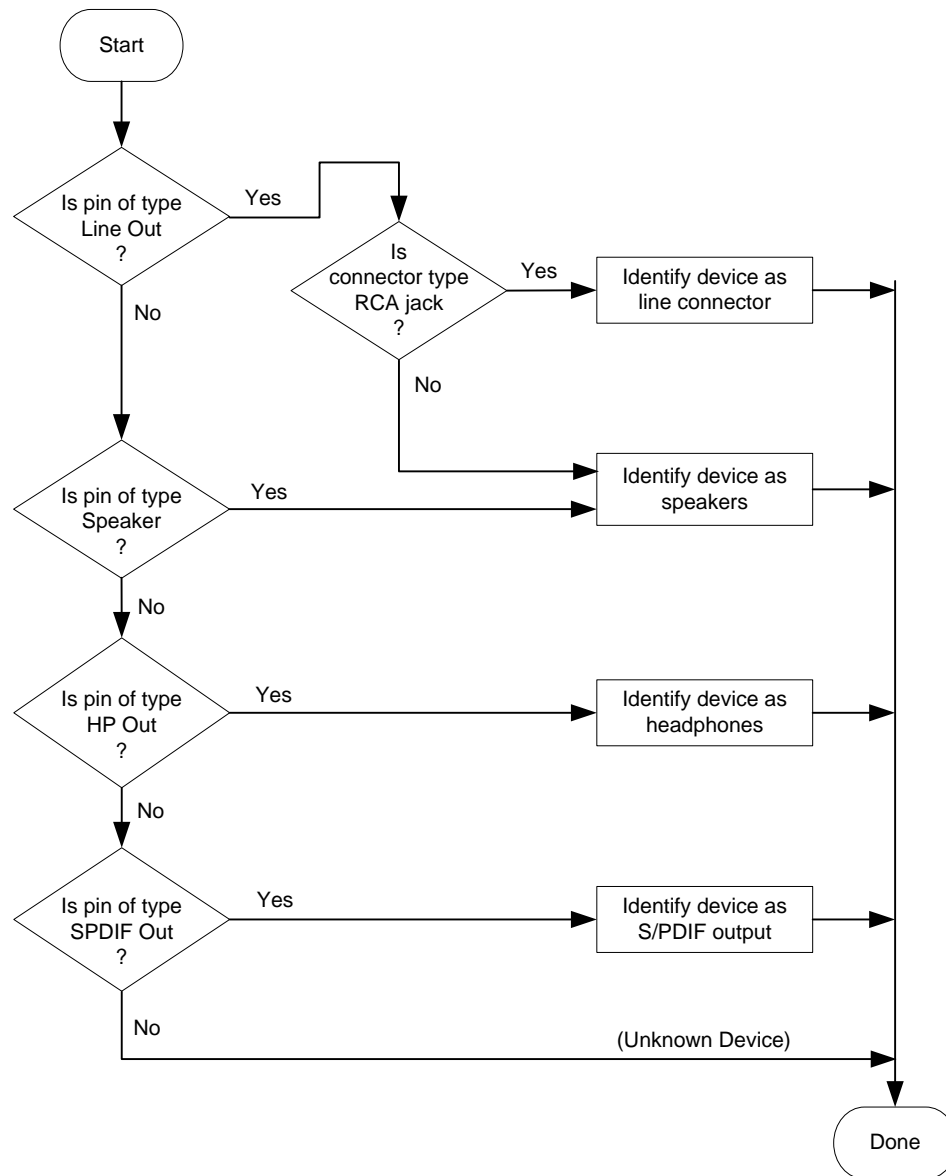 Start
Is pin of type
Line Out
?
Yes
No
Is
connector type
RCA jack
?
Yes
No
Identify device as
line connector
Is pin of type
Speaker
?
Yes
No
Identify device as
speakers
Is pin of type
HP Out
?
Yes
No
Identify device as
headphones
Is pin of type
SPDIF Out
?
Yes
No
Identify device as
S/PDIF output
(Unknown Device)
Done